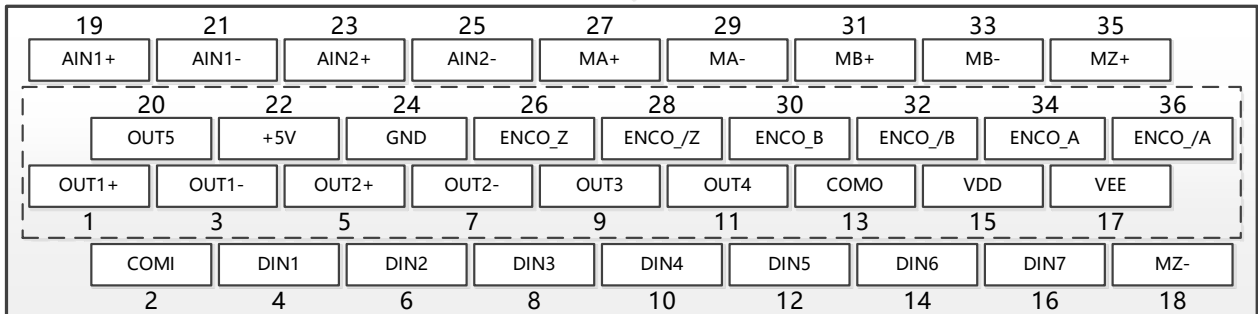 19 21 23 25 27 29 31 33 35
AIN1+ AIN1- AIN2+ AIN2- MA+ MA- MB+ MB- MZ+
20 22 24 26 28 30 32 34 36
OUT5 +5V GND ENCO_Z ENCO_/Z ENCO_B ENCO_/B ENCO_A ENCO_/A
OUT1+ OUT1- OUT2+ OUT2- OUT3 OUT4 COMO VDD VEE
1 3 5 7 9 11 13 15 17
COMI DIN1 DIN2 DIN3 DIN4 DIN5 DIN6 DIN7 MZ-
2 4 6 8 10 12 14 16 18